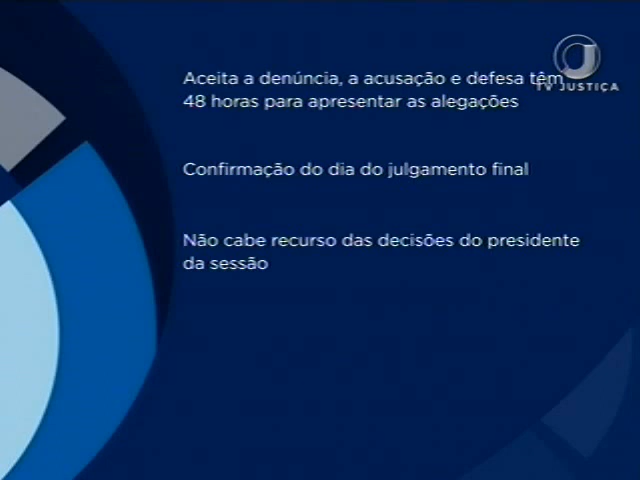 Aceita a denúncia, a acusação e defesa têm
48 horas para apresentar as alegações
TV JUSTIÇA
Confirmação do dia do julgamento final
Não cabe recurso das decisões do presidente
da sessão